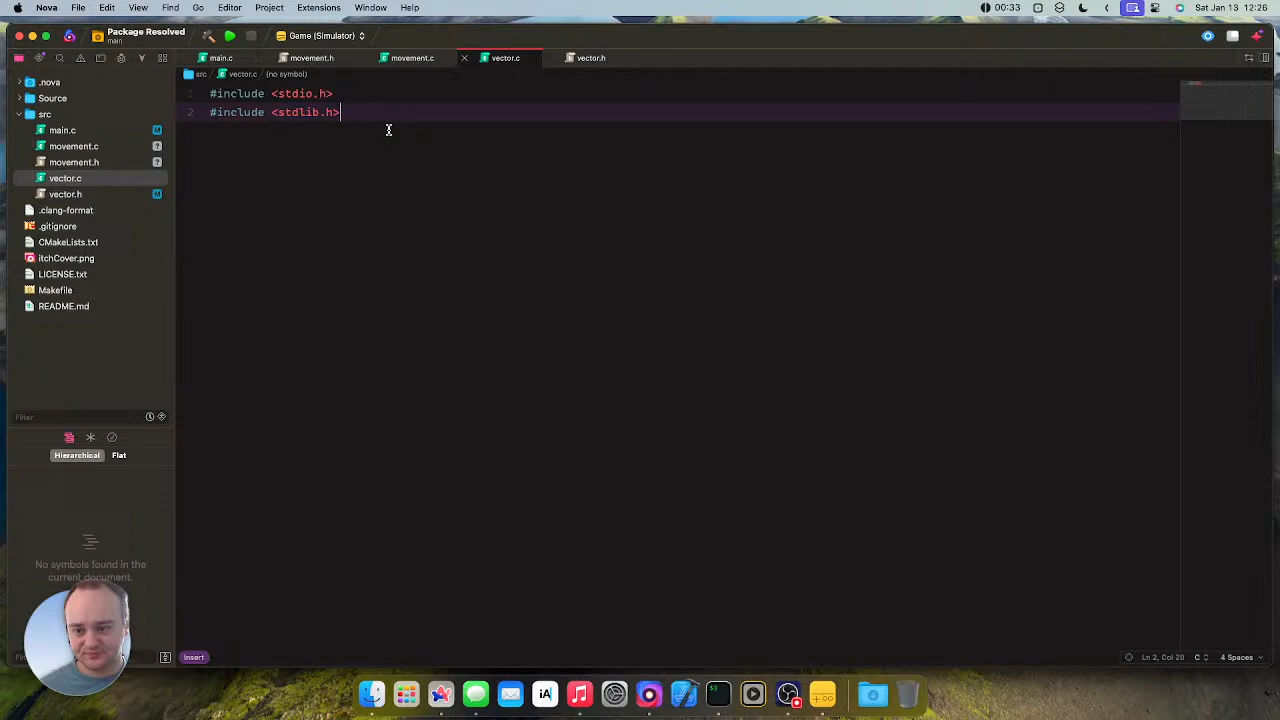 Nova File Edit View Find Go Editor Project Extensions Window Help 00:33 Sat Jan 13 12:26
Package Resolved
main
Game (Simulator)
main.c movement.h movement.c vector.c vector.h
src vector.c (no symbol)
1 #include <stdio.h>
2 #include <stdlib.h>
.nova
Source
src
main.c M
movement.c ?
movement.h ?
vector.c
vector.h M
.clang-format
.gitignore
CMakeLists.txt
itchCover.png
LICENSE.txt
Makefile
README.md
Filter
Hierarchical Flat
No symbols found in the
current document.
Insert
Ln 2, Col 20 C 4 Spaces
iA
$$